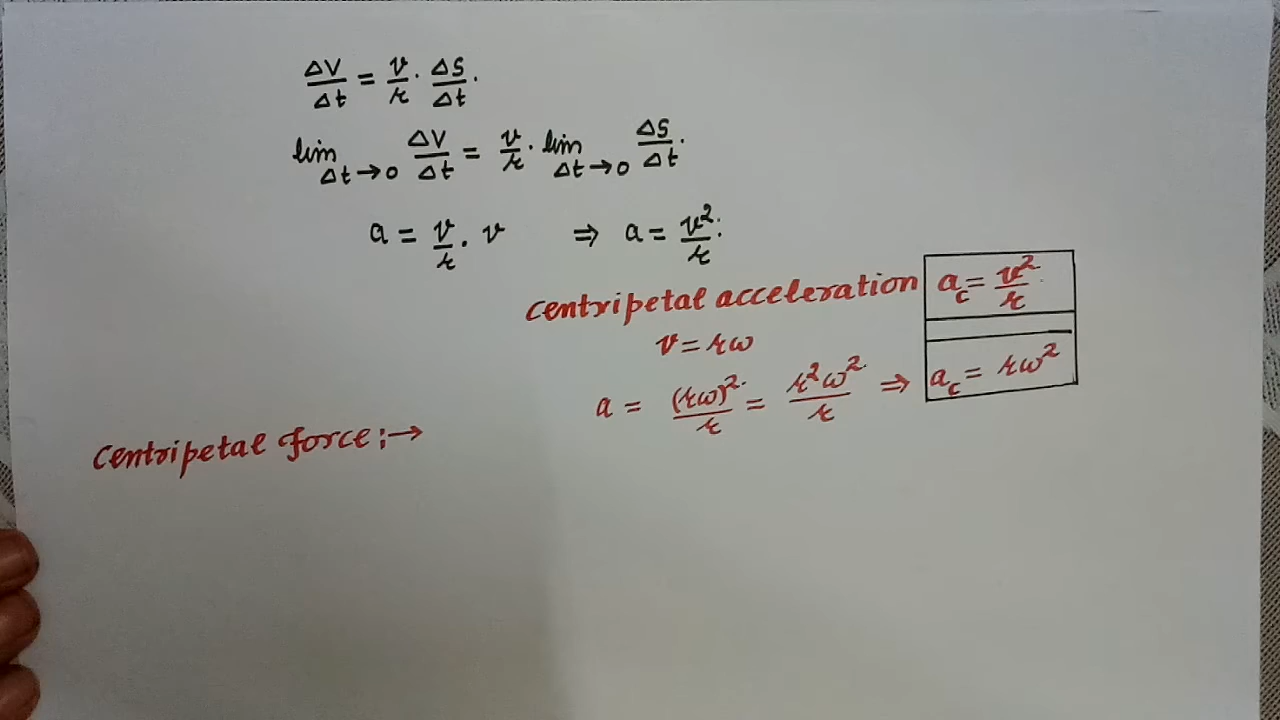 ΔV/Δt = v/r · ΔS/Δt.
lim Δt→0 ΔV/Δt = v/r · lim Δt→0 ΔS/Δt.
a = v/r . v ⇒ a = v²/r.
centripetal acceleration a_c = v²/r.
v = rω
a = (rω)²/r = r²ω²/r ⇒ a_c = rω²
centripetal force :→